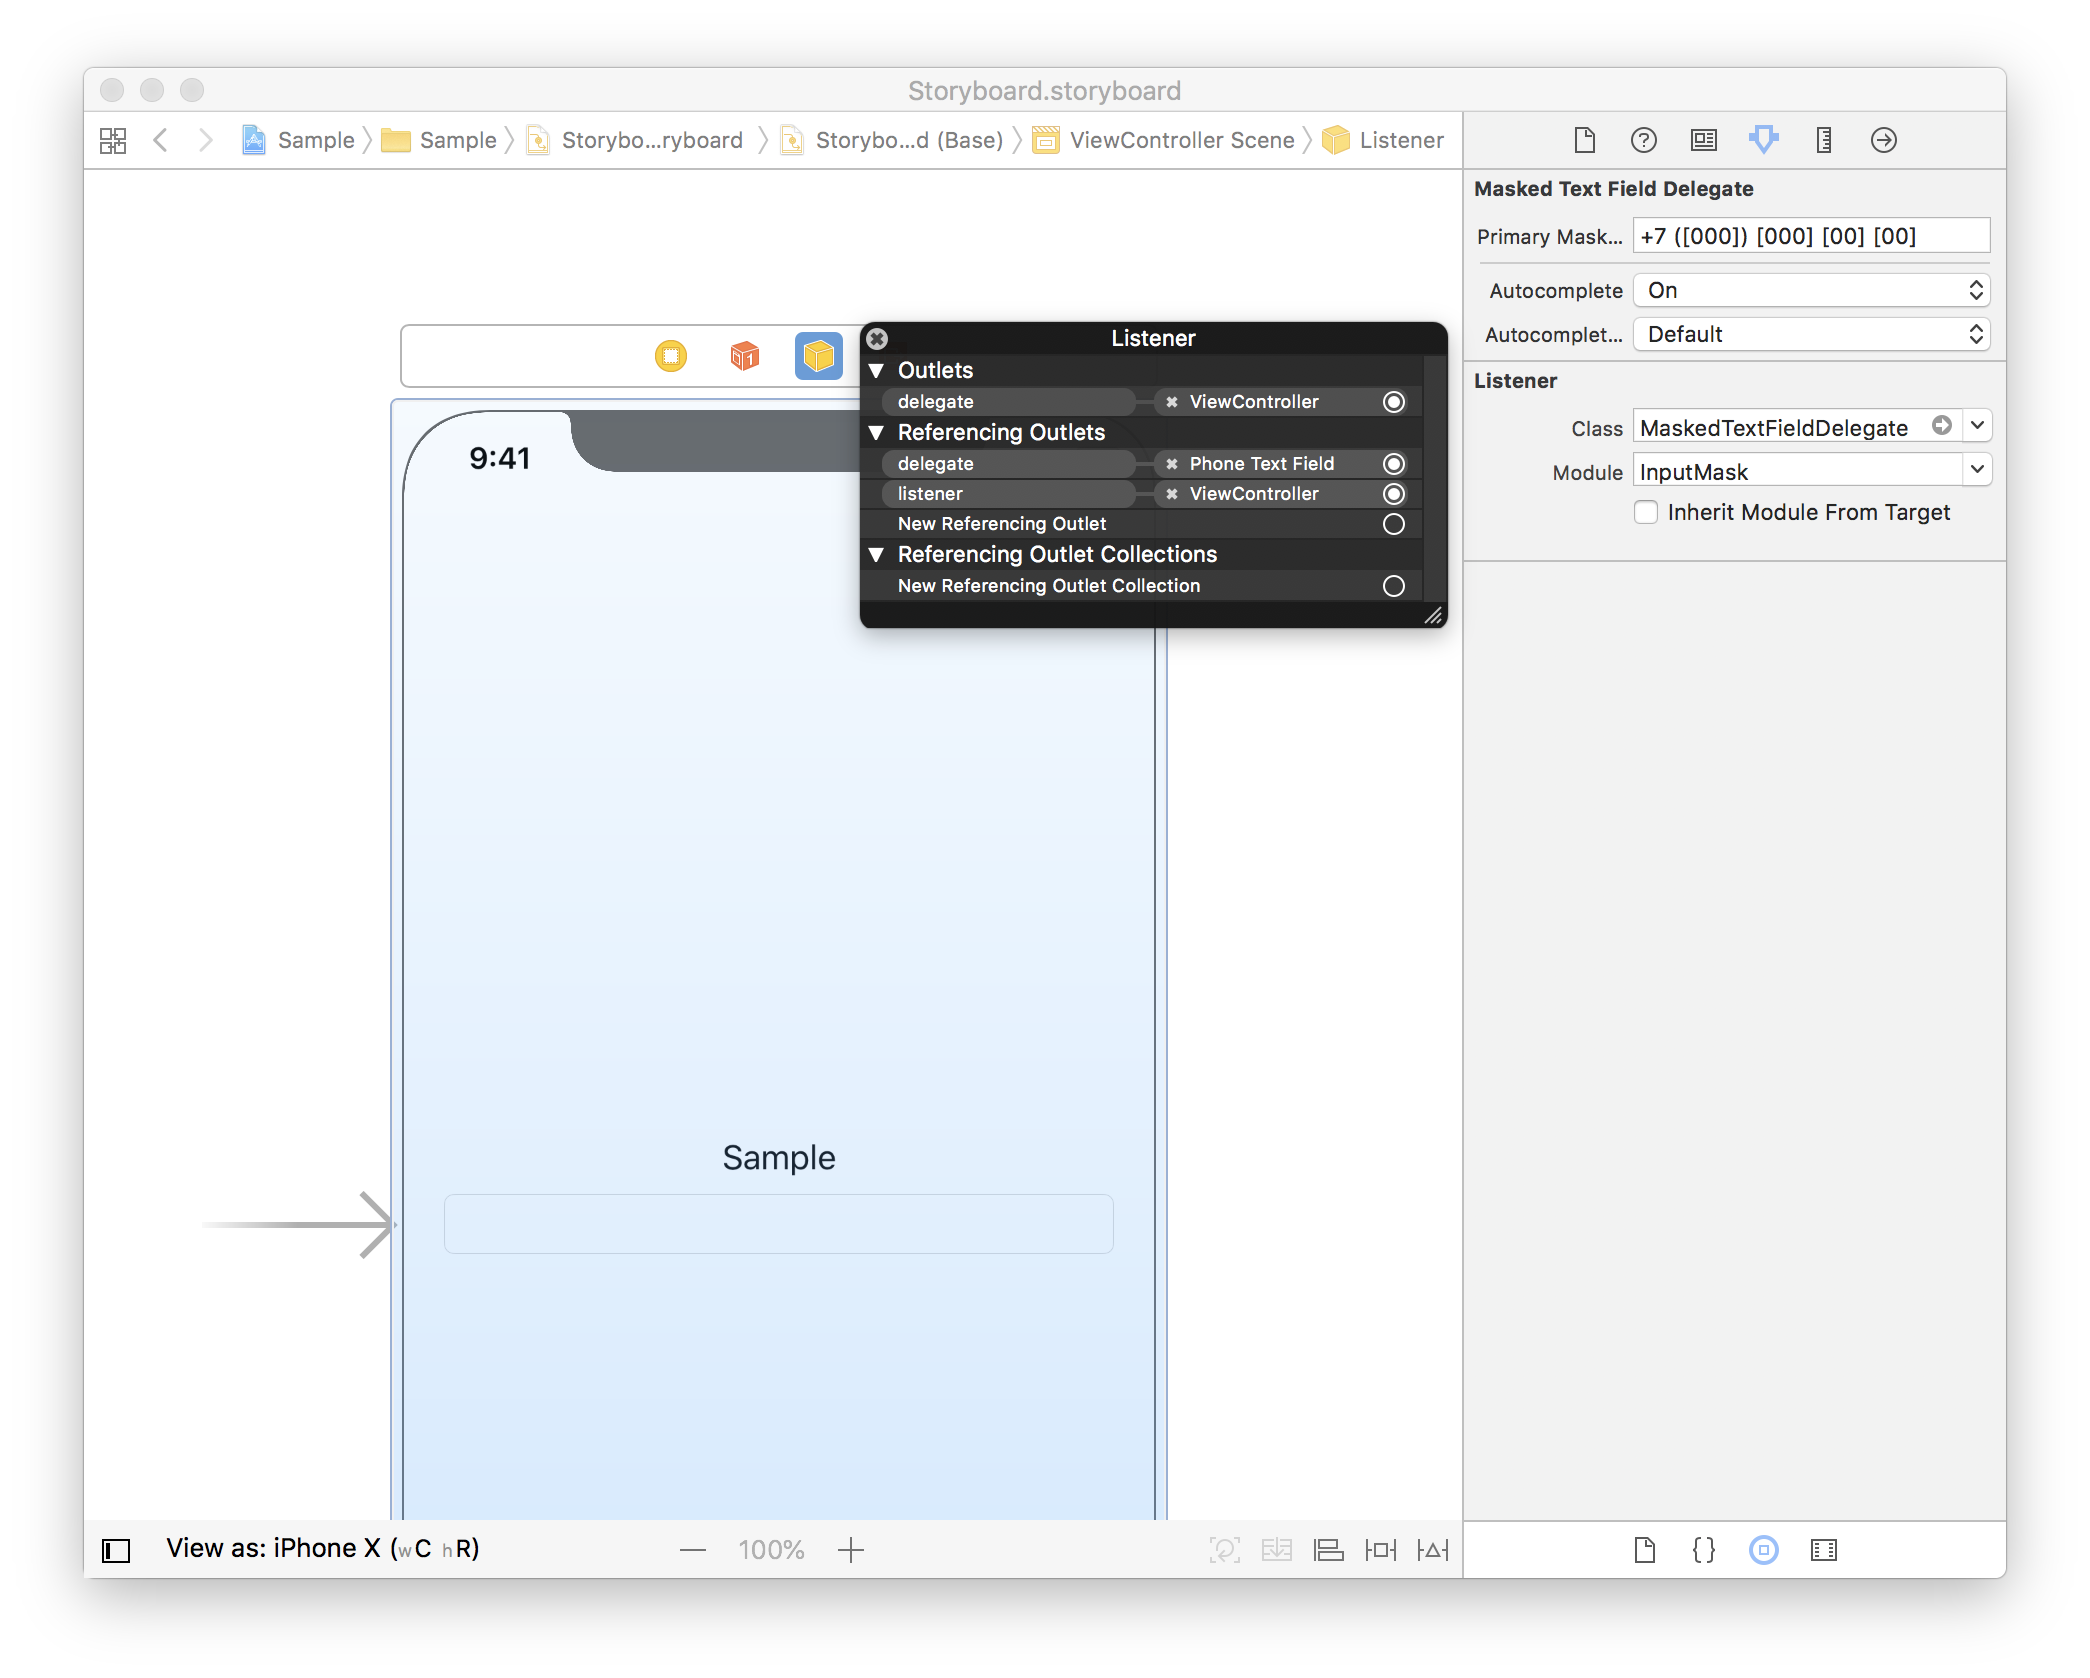 Storyboard.storyboard
Sample
Sample
Storybo...ryboard
Storybo...d (Base)
ViewController Scene
Listener
9:41
Sample
Listener
Outlets
delegate ViewController
Referencing Outlets
delegate Phone Text Field
listener ViewController
New Referencing Outlet
Referencing Outlet Collections
New Referencing Outlet Collection
Masked Text Field Delegate
Primary Mask... +7 ([000]) [000] [00] [00]
Autocomplete On
Autocomplet... Default
Listener
Class MaskedTextFieldDelegate
Module InputMask
Inherit Module From Target
View as: iPhone X (wC hR)
100%